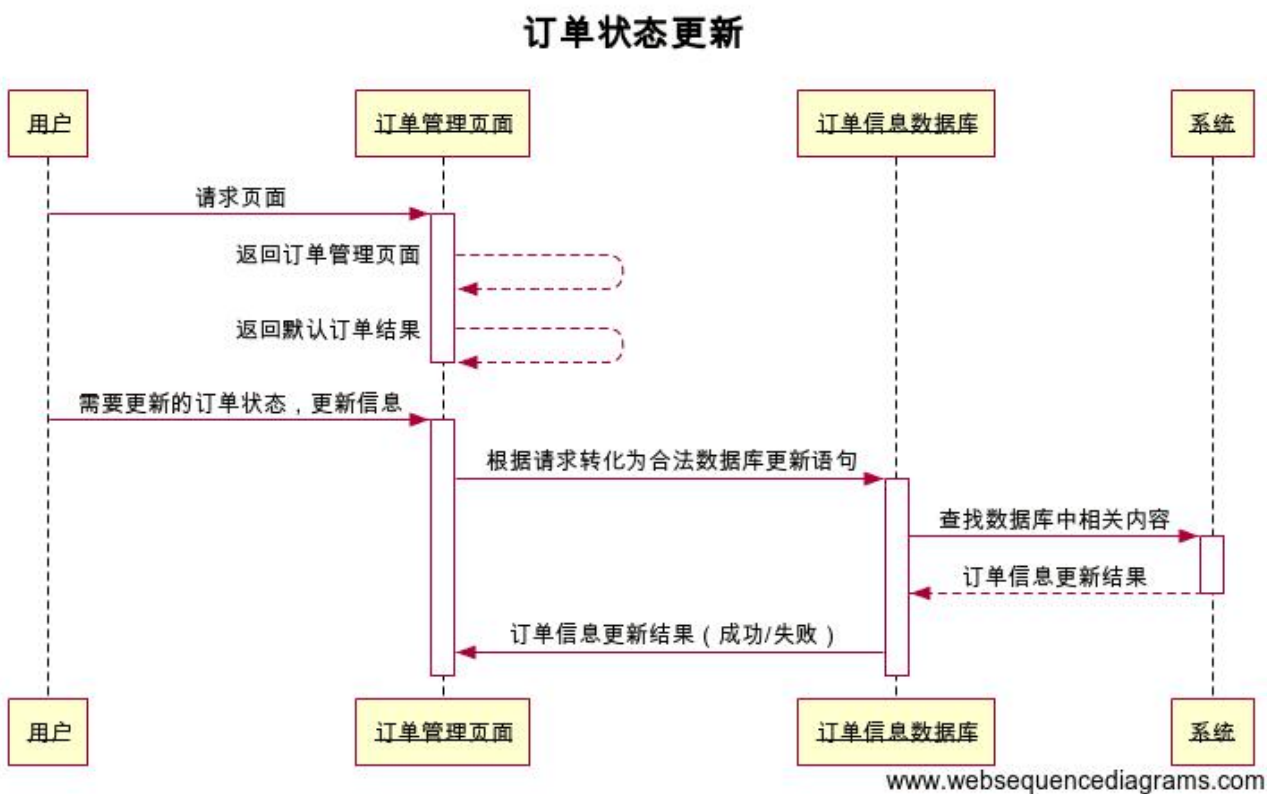 订单状态更新
用户
订单管理页面
订单信息数据库
系统
请求页面
返回订单管理页面
返回默认订单结果
需要更新的订单状态，更新信息
根据请求转化为合法数据库更新语句
查找数据库中相关内容
订单信息更新结果
订单信息更新结果（成功/失败）
用户
订单管理页面
订单信息数据库
系统
www.websequencediagrams.com